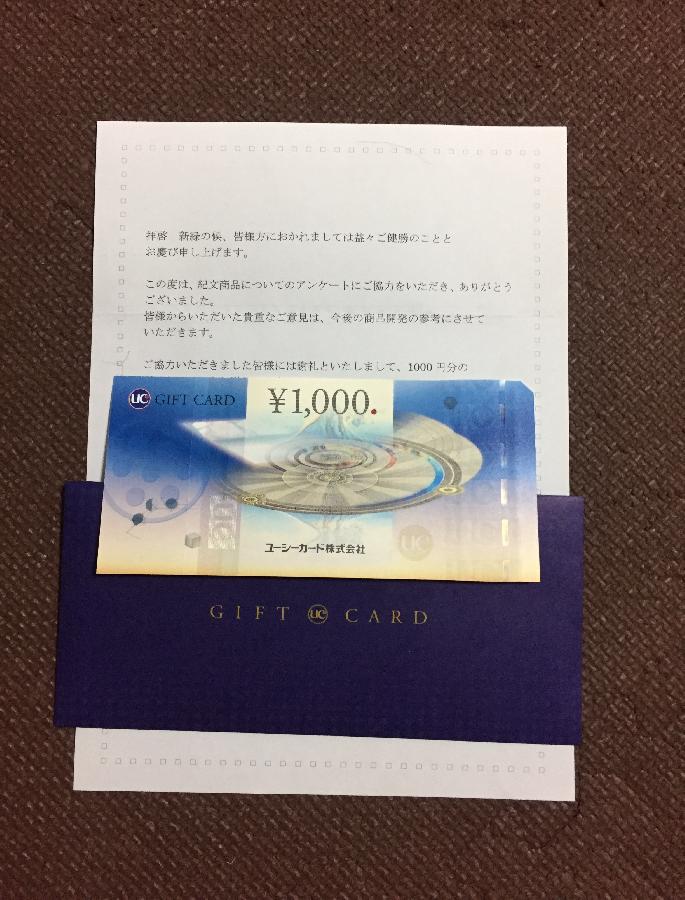 拝啓　新緑の候、皆様方におかれましては益々ご健勝のことと
お慶び申し上げます。
この度は、紀文商品についてのアンケートにご協力をいただき、ありがとう
ございました。
皆様からいただいた貴重なご意見は、今後の商品開発の参考にさせて
いただきます。
ご協力いただきました皆様には御礼といたしまして、1000 円分の
UC GIFT CARD
¥1,000.
ユーシーカード株式会社
UC
GIFT UC CARD